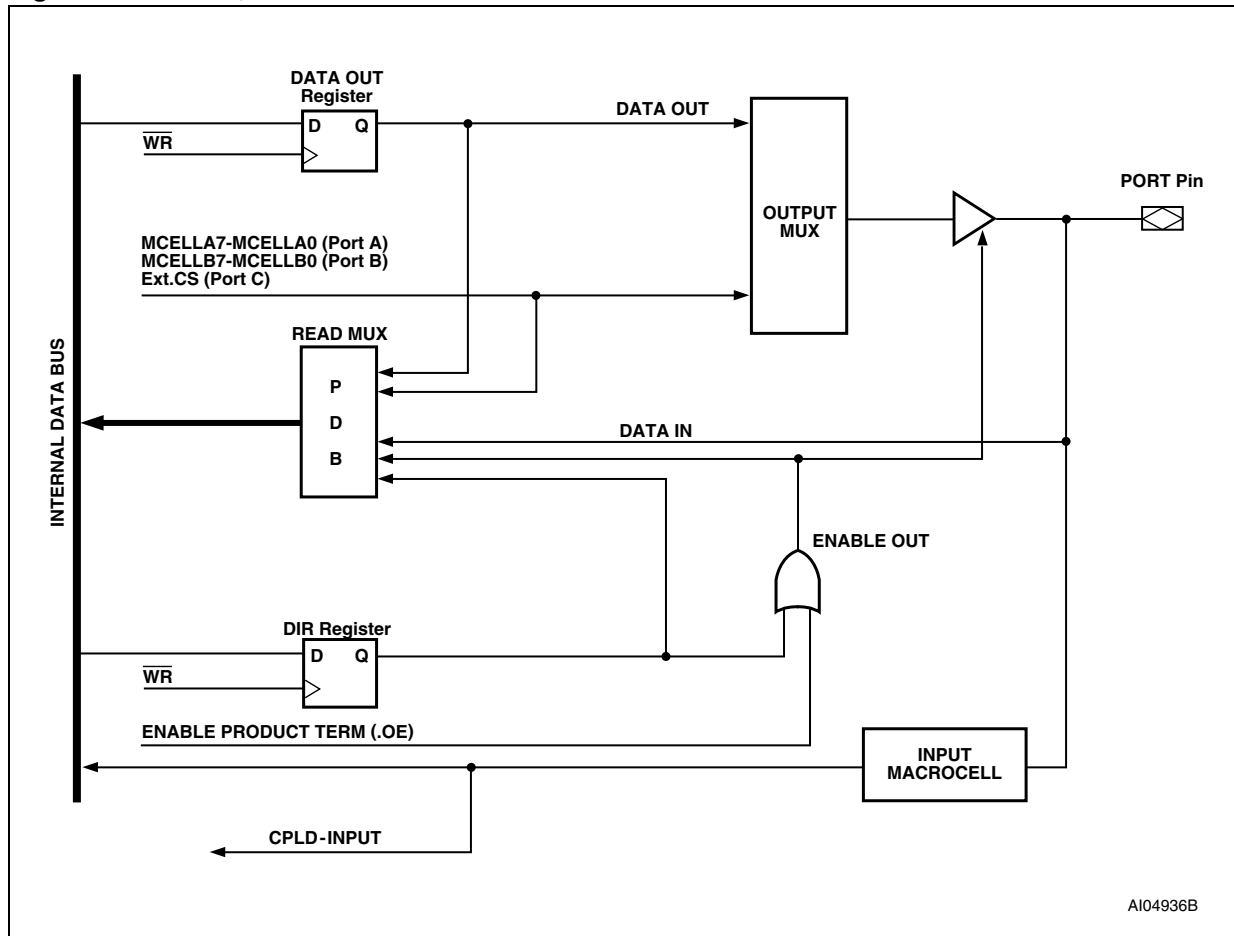 DATA OUT
Register
D Q
WR
DATA OUT
OUTPUT
MUX
PORT Pin
MCELLA7-MCELLA0 (Port A)
MCELLB7-MCELLB0 (Port B)
Ext.CS (Port C)
READ MUX
P
D
B
DATA IN
INTERNAL DATA BUS
ENABLE OUT
DIR Register
D Q
WR
ENABLE PRODUCT TERM (.OE)
INPUT
MACROCELL
CPLD-INPUT
AI04936B